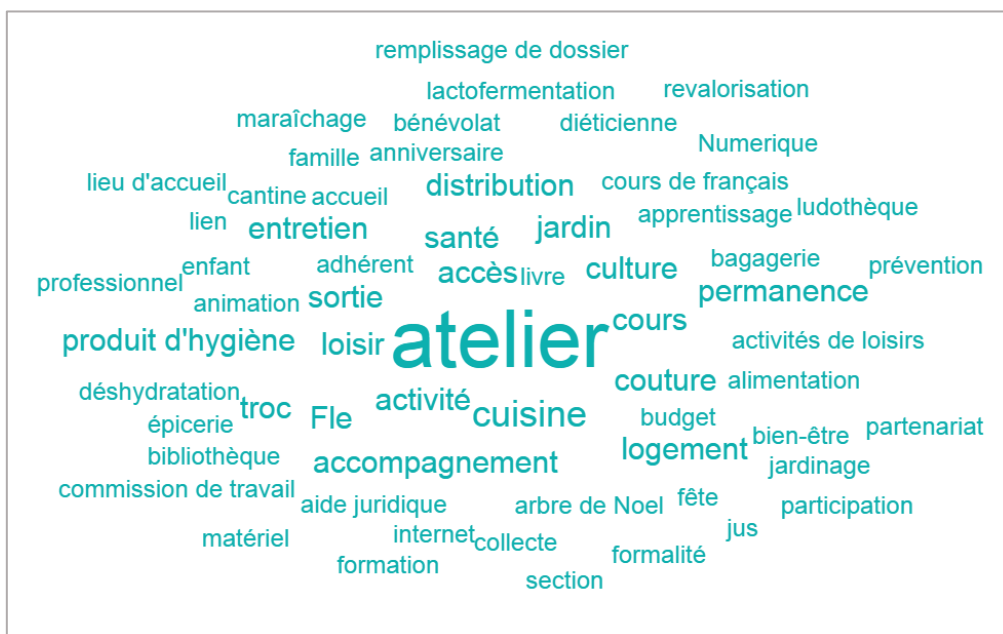 remplissage de dossier
lactofermentation revalorisation
maraîchage bénévolat diéticienne
Numerique
famille anniversaire
lieu d'accueil cantine accueil distribution cours de français
lien entretien santé jardin apprentissage ludothèque
professionnel enfant adhérent accès livre culture bagagerie prévention
animation sortie permanence
produit d'hygiène loisir atelier cours activités de loisirs
déshydratation troc Fle activité cuisine couture alimentation
épicerie budget bien-être partenariat
bibliothèque accompagnement logement jardinage
commission de travail aide juridique arbre de Noel fête participation
matériel internet collecte jus
formation section formalité